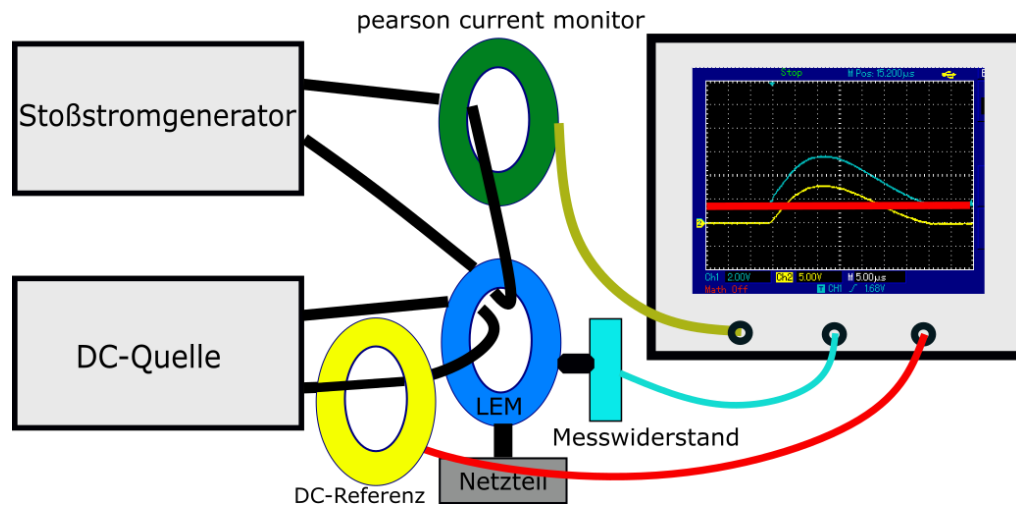 pearson current monitor
Stoßstromgenerator
Stop
M Pos: 15.200µs
Ch1 2.00V Ch2 5.00V M 5.00µs
Math Off CH1 1.68V
DC-Quelle
LEM
Messwiderstand
Netzteil
DC-Referenz